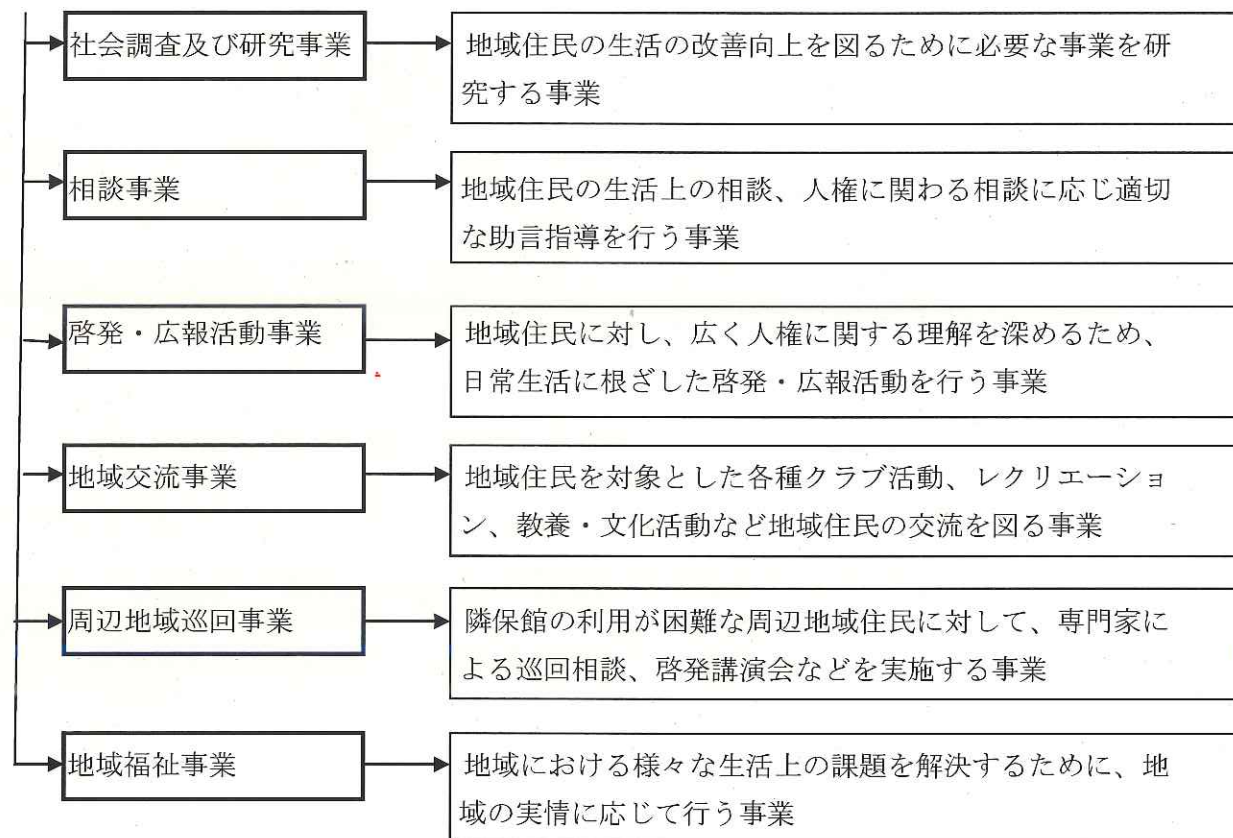 社会調査及び研究事業
地域住民の生活の改善向上を図るために必要な事業を研
究する事業
相談事業
地域住民の生活上の相談、人権に関わる相談に応じ適切
な助言指導を行う事業
啓発・広報活動事業
地域住民に対し、広く人権に関する理解を深めるため、
日常生活に根ざした啓発・広報活動を行う事業
地域交流事業
地域住民を対象とした各種クラブ活動、レクリエーショ
ン、教養・文化活動など地域住民の交流を図る事業
周辺地域巡回事業
隣保館の利用が困難な周辺地域住民に対して、専門家に
よる巡回相談、啓発講演会などを実施する事業
地域福祉事業
地域における様々な生活上の課題を解決するために、地
域の実情に応じて行う事業